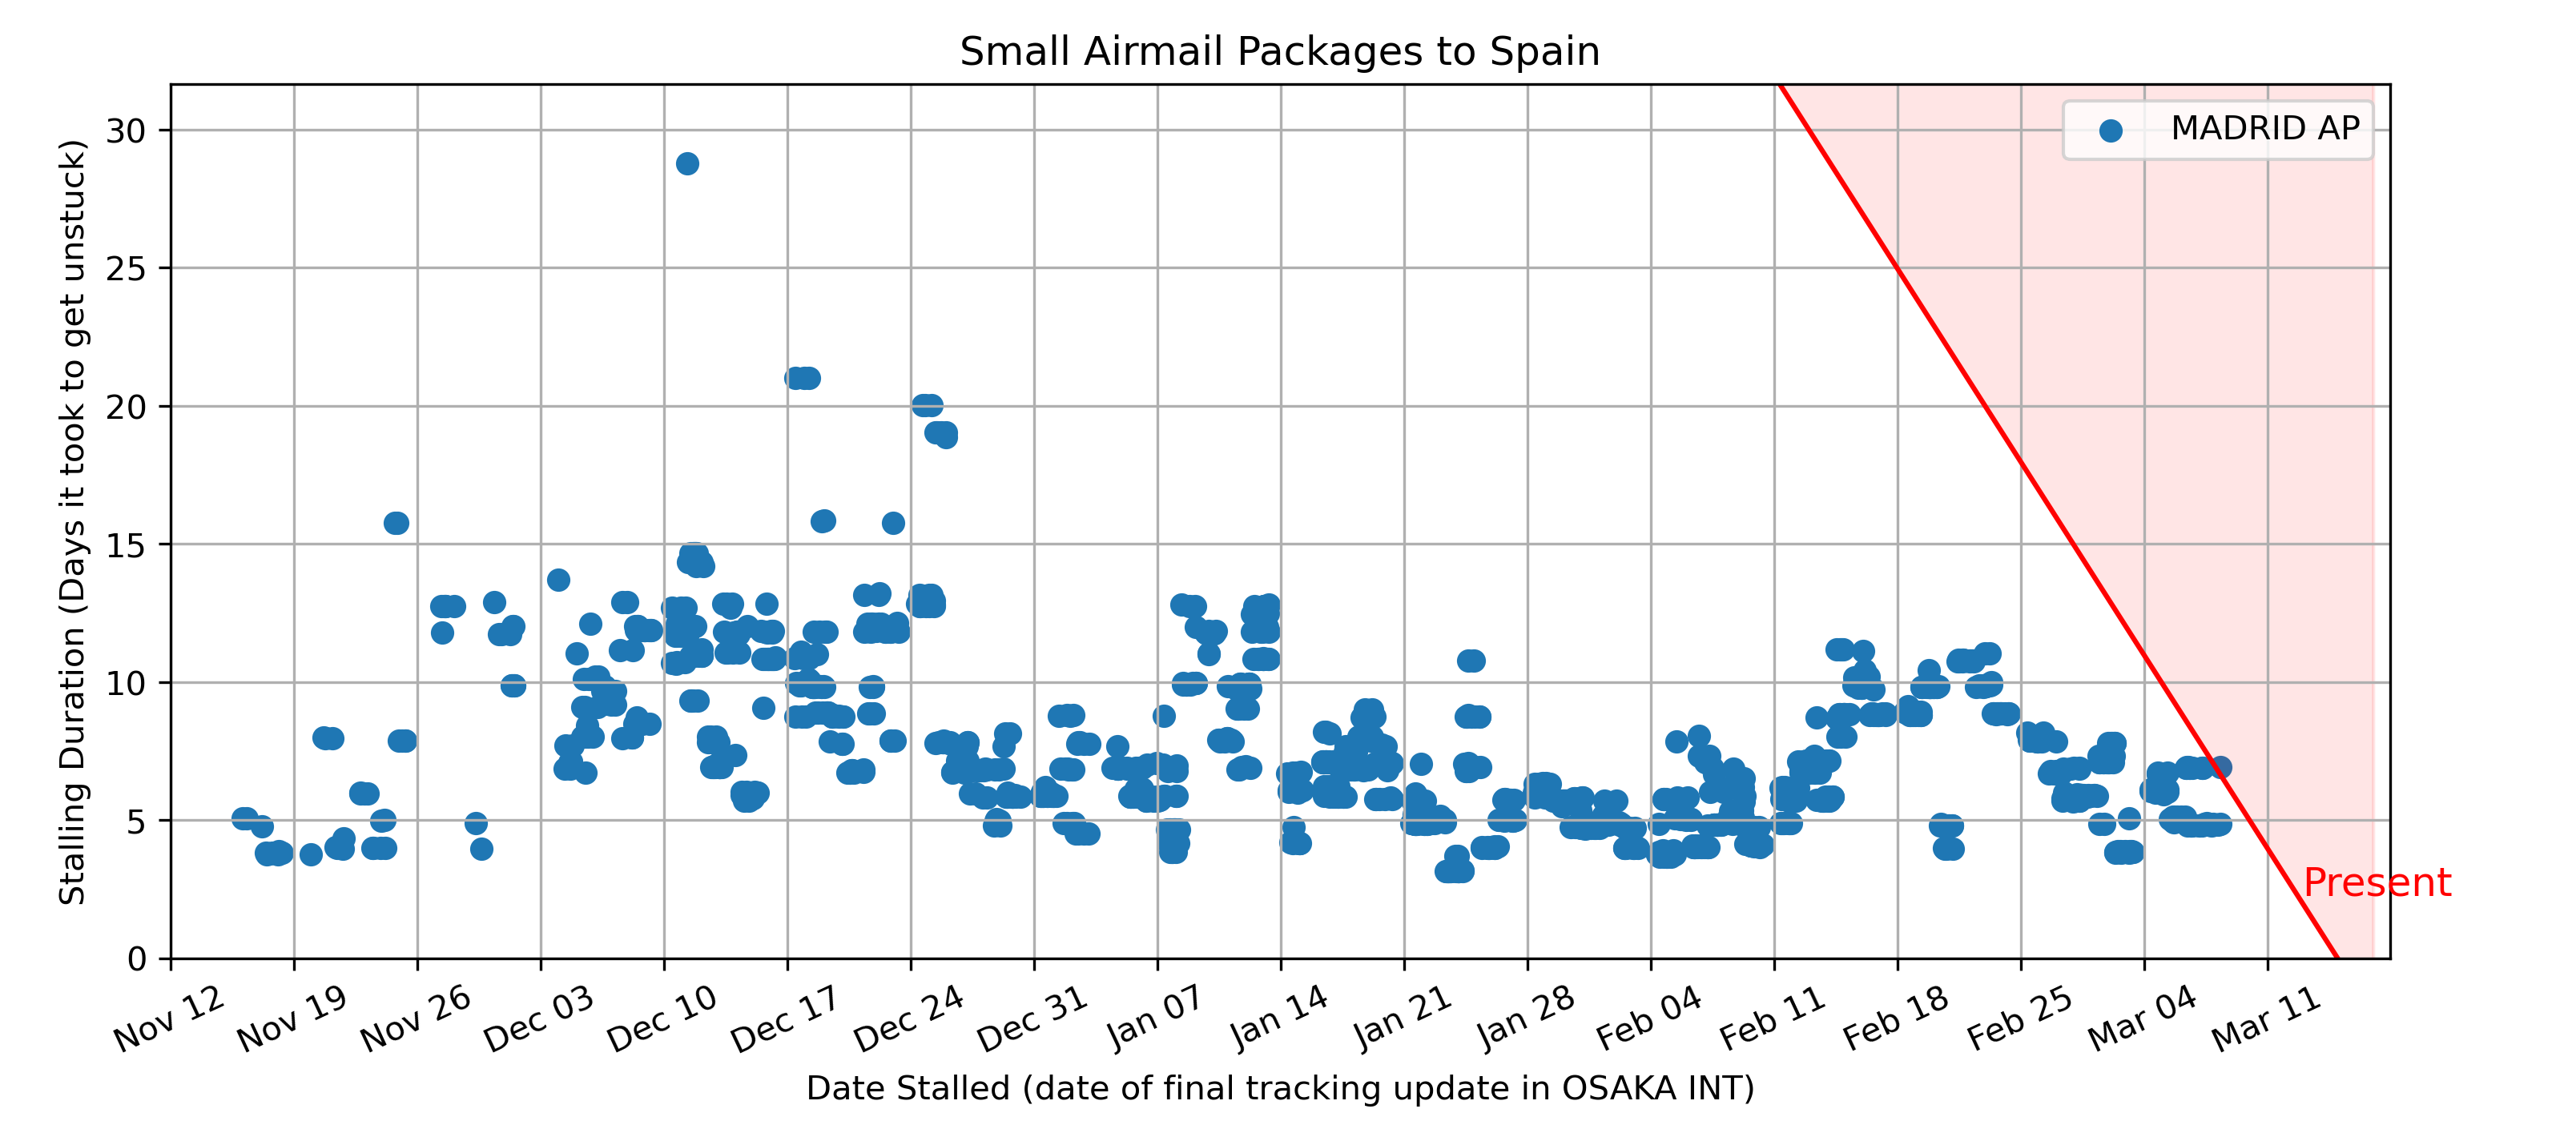 Small Airmail Packages to Spain
MADRID AP
Stalling Duration (Days it took to get unstuck)
30
25
20
15
10
5
0
Present
Nov 12
Nov 19
Nov 26
Dec 03
Dec 10
Dec 17
Dec 24
Dec 31
Jan 07
Jan 14
Jan 21
Jan 28
Feb 04
Feb 11
Feb 18
Feb 25
Mar 04
Mar 11
Date Stalled (date of final tracking update in OSAKA INT)